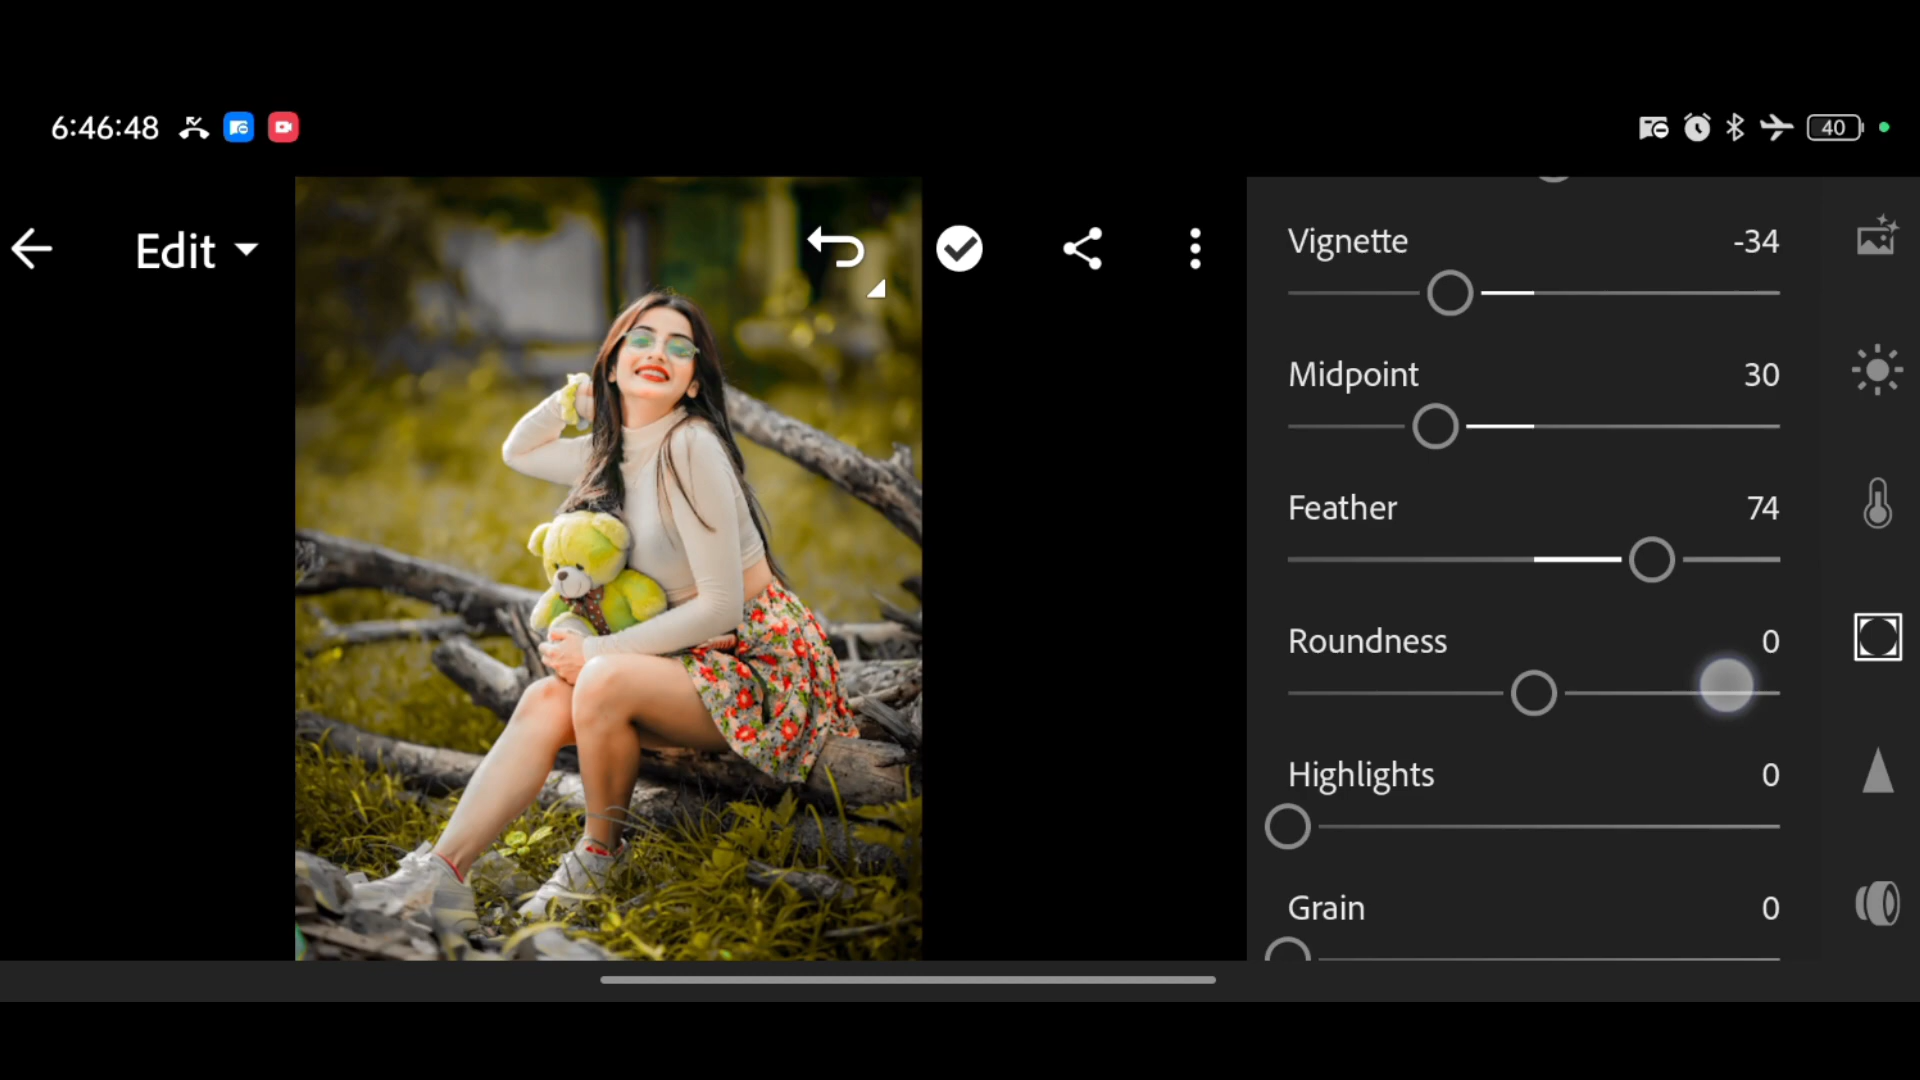 6:46:48
40
Edit
Vignette -34
Midpoint 30
Feather 74
Roundness 0
Highlights 0
Grain 0